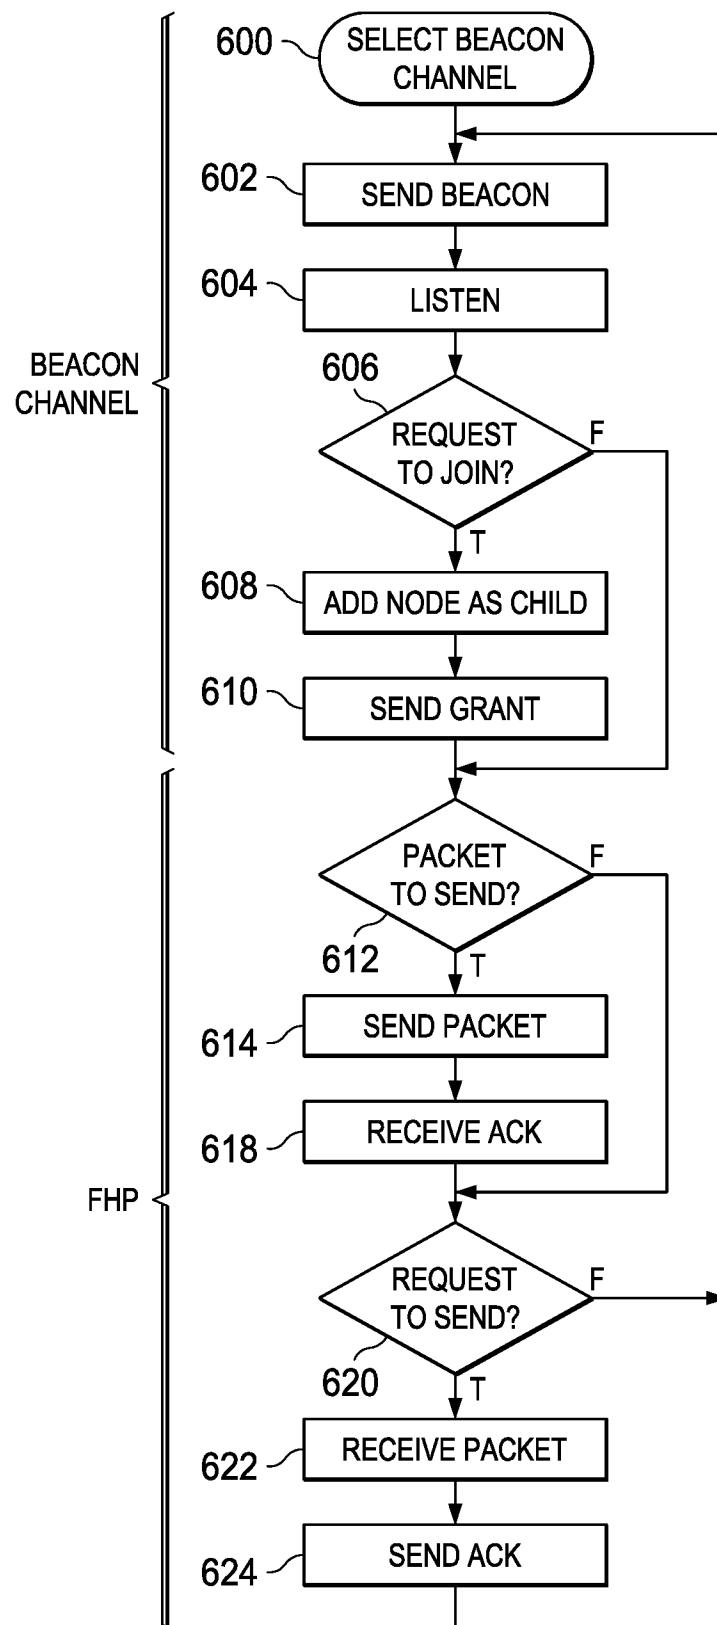 600
SELECT BEACON
CHANNEL
602
SEND BEACON
604
LISTEN
BEACON
CHANNEL
606
REQUEST
TO JOIN?
F
T
608
ADD NODE AS CHILD
610
SEND GRANT
PACKET
TO SEND?
F
612
T
614
SEND PACKET
618
RECEIVE ACK
FHP
REQUEST
TO SEND?
F
620
T
622
RECEIVE PACKET
624
SEND ACK